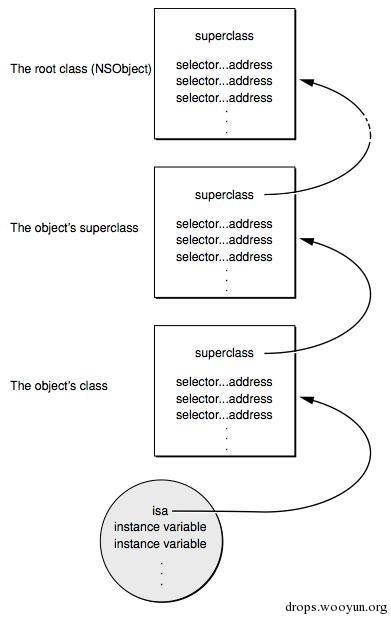 superclass
The root class (NSObject)
selector...address
selector...address
selector...address
.
.
.
superclass
The object's superclass
selector...address
selector...address
selector...address
.
.
.
superclass
The object's class
selector...address
selector...address
selector...address
.
.
.
isa
instance variable
instance variable
.
.
.
drops.wooyun.org